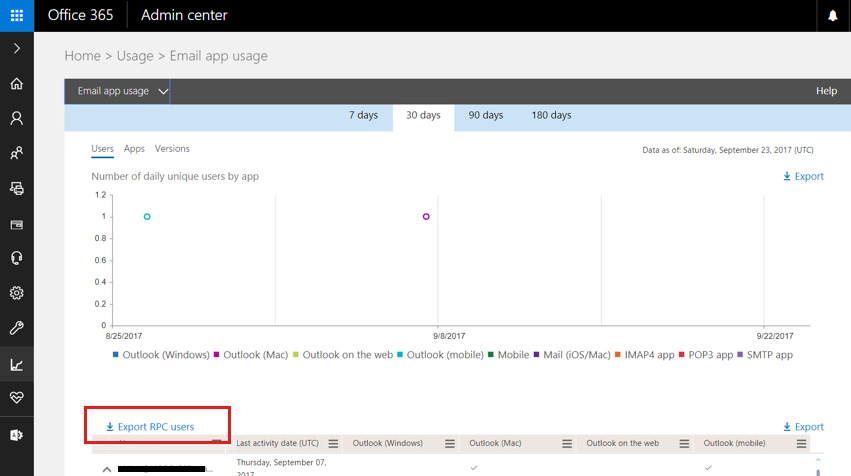 Office 365 Admin center
Home > Usage > Email app usage
Email app usage Help
7 days 30 days 90 days 180 days
Users Apps Versions Data as of: Saturday, September 23, 2017 (UTC)
Number of daily unique users by app Export
1.2
1
0.8
0.6
0.4
0.2
0
8/25/2017 9/8/2017 9/22/2017
Outlook (Windows) Outlook (Mac) Outlook on the web Outlook (mobile) Mobile Mail (iOS/Mac) IMAP4 app POP3 app SMTP app
Export RPC users Export
Last activity date (UTC) Outlook (Windows) Outlook (Mac) Outlook on the web Outlook (mobile)
Thursday, September 07,
2017